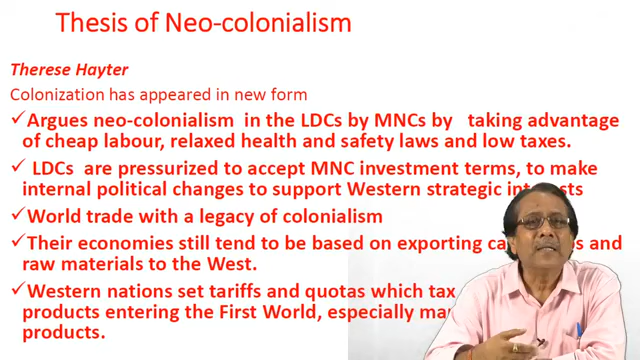 Thesis of Neo-colonialism
Therese Hayter
Colonization has appeared in new form
✓Argues neo-colonialism in the LDCs by MNCs by taking advantage
of cheap labour, relaxed health and safety laws and low taxes.
✓ LDCs are pressurized to accept MNC investment terms, to make
internal political changes to support Western strategic
✓World trade with a legacy of colonialism
✓Their economies still tend to be based on exporting and
raw materials to the West.
✓Western nations set tariffs and quotas which tax
products entering the First World, especially
products.